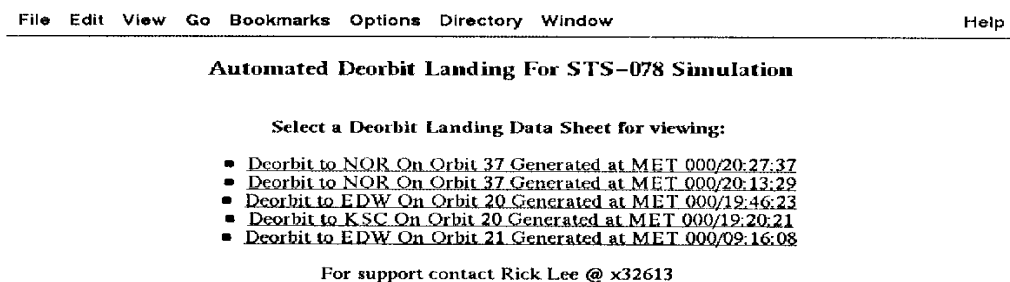 File Edit View Go Bookmarks Options Directory Window Help
Automated Deorbit Landing For STS-078 Simulation
Select a Deorbit Landing Data Sheet for viewing:
Deorbit to NOR On Orbit 37 Generated at MET 000/20:27:37
Deorbit to NOR On Orbit 37 Generated at MET 000/20:13:29
Deorbit to EDW On Orbit 20 Generated at MET 000/19:46:23
Deorbit to KSC On Orbit 20 Generated at MET 000/19:20:21
Deorbit to EDW On Orbit 21 Generated at MET 000/09:16:08
For support contact Rick Lee @ x32613